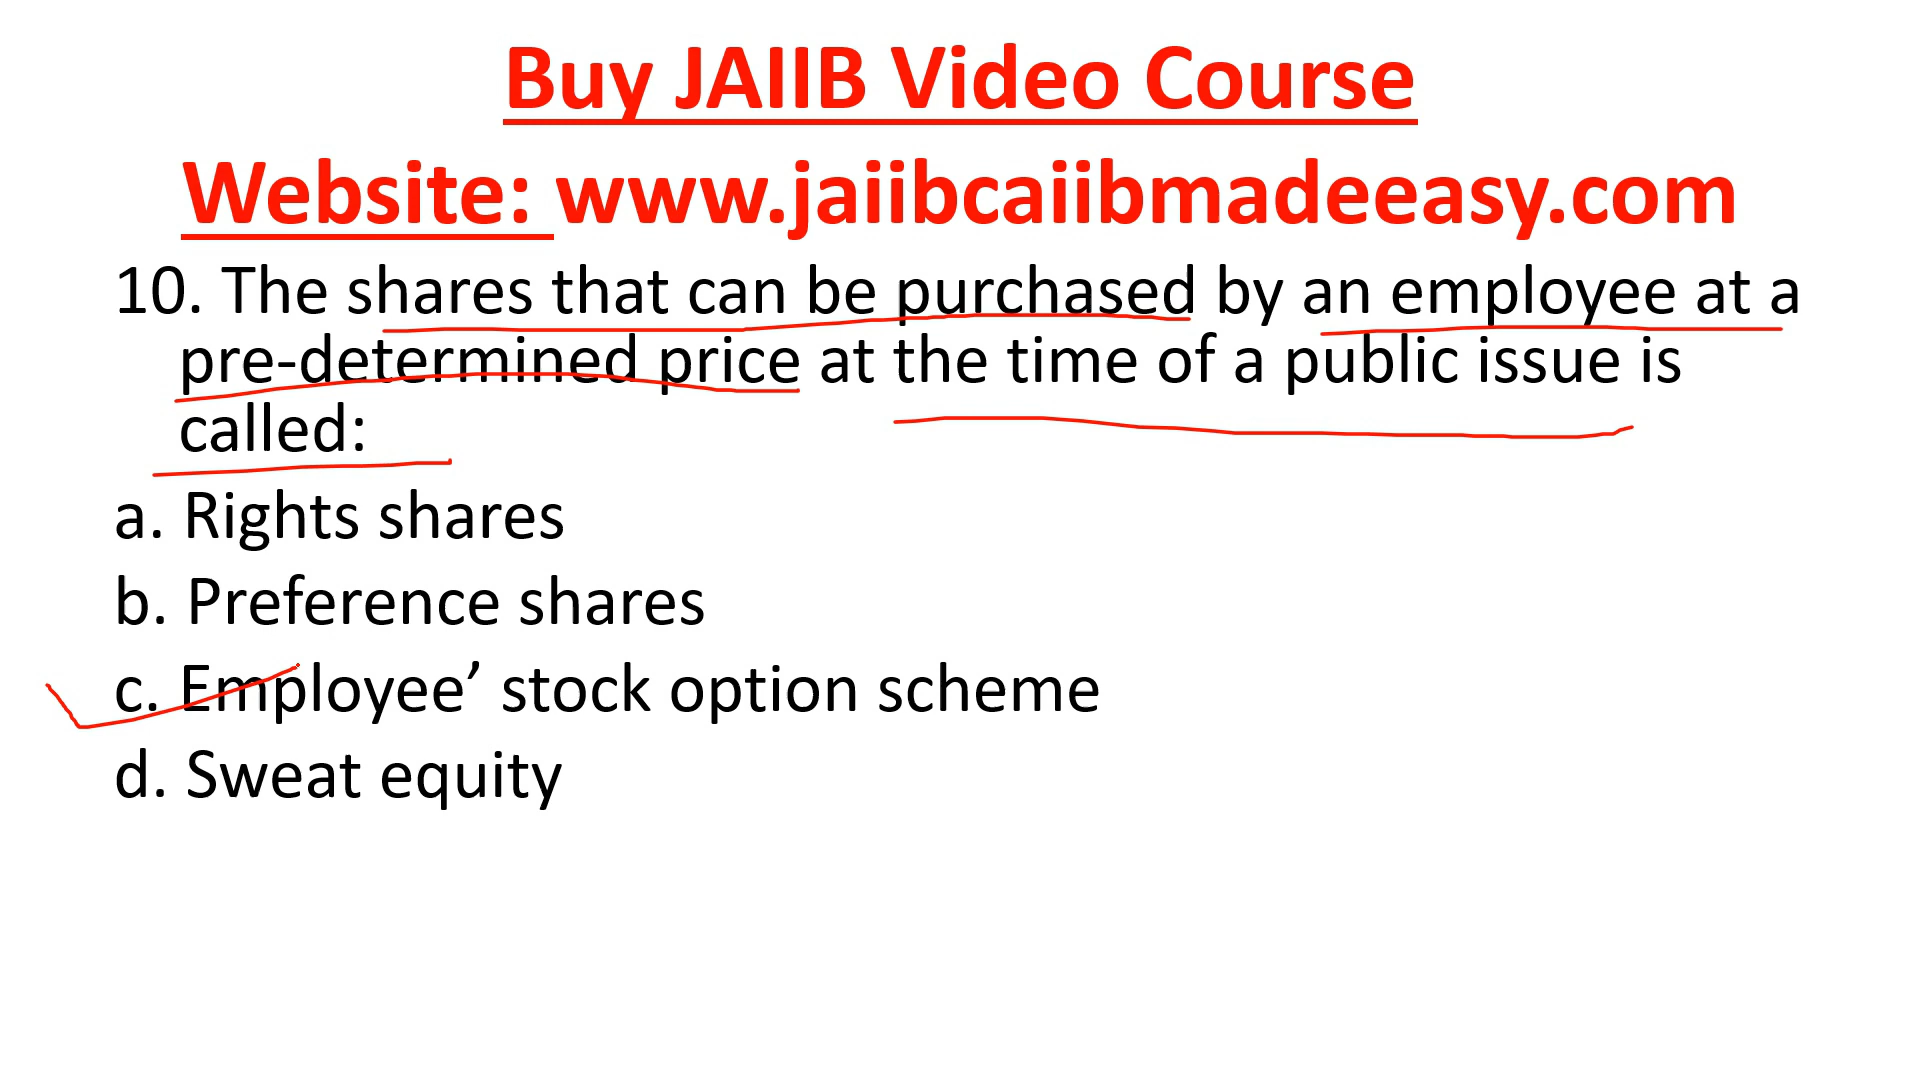 Buy JAIIB Video Course
Website: www.jaiibcaiibmadeeasy.com
10. The shares that can be purchased by an employee at a
pre-determined price at the time of a public issue is
called:
a. Rights shares
b. Preference shares
c. Employee’ stock option scheme
d. Sweat equity